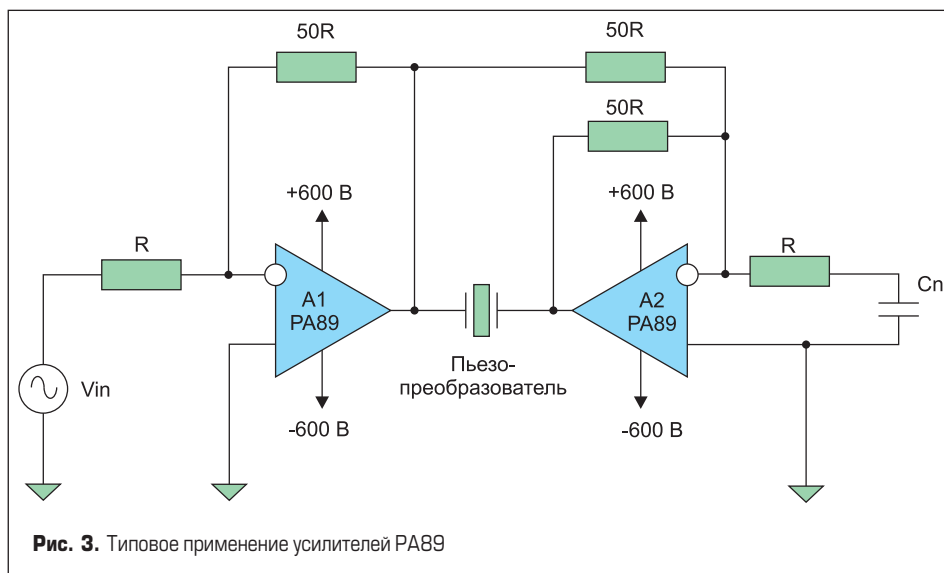 50R
50R
50R
+600 В
+600 В
R
R
A1
PA89
A2
PA89
Cn
Vin
Пьезо-
преобразователь
-600 В
-600 В
Рис. 3. Типовое применение усилителей PA89